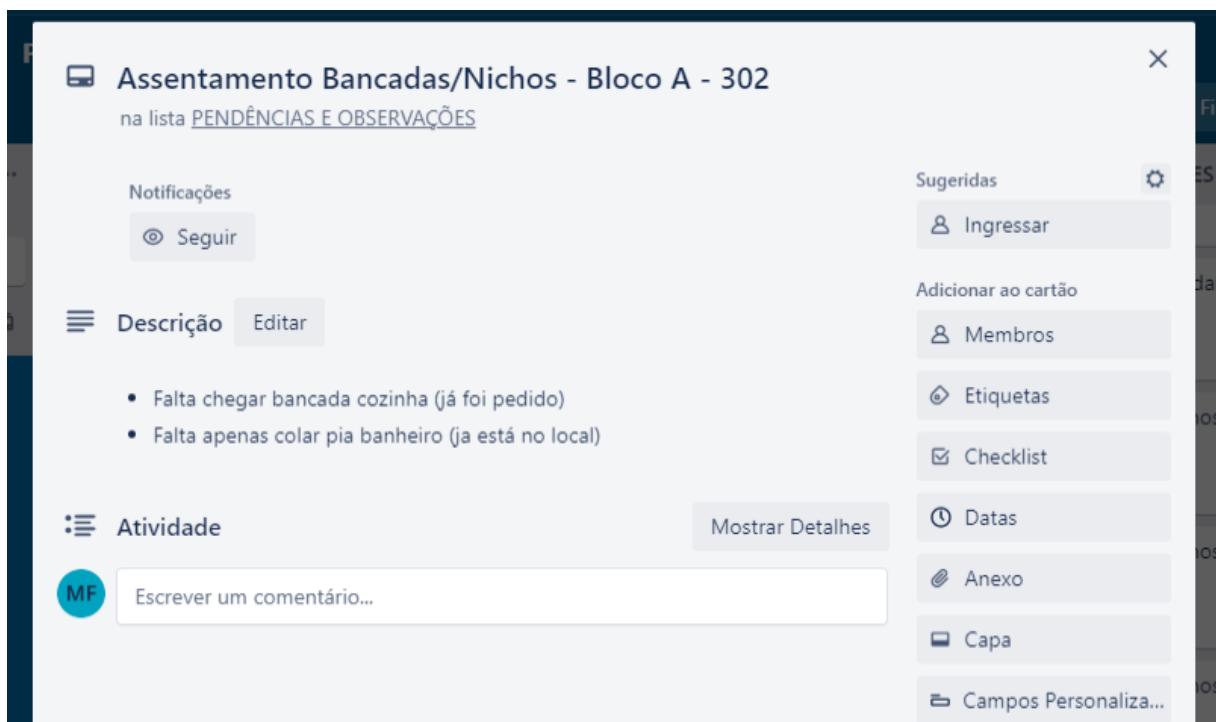 Assentamento Bancadas/Nichos - Bloco A - 302
na lista PENDÊNCIAS E OBSERVAÇÕES
Notificações
Seguir
Descrição Editar
• Falta chegar bancada cozinha (já foi pedido)
• Falta apenas colar pia banheiro (ja está no local)
Atividade Mostrar Detalhes
MF Escrever um comentário...
Sugeridas
Ingressar
Adicionar ao cartão
Membros
Etiquetas
Checklist
Datas
Anexo
Capa
Campos Personaliza...